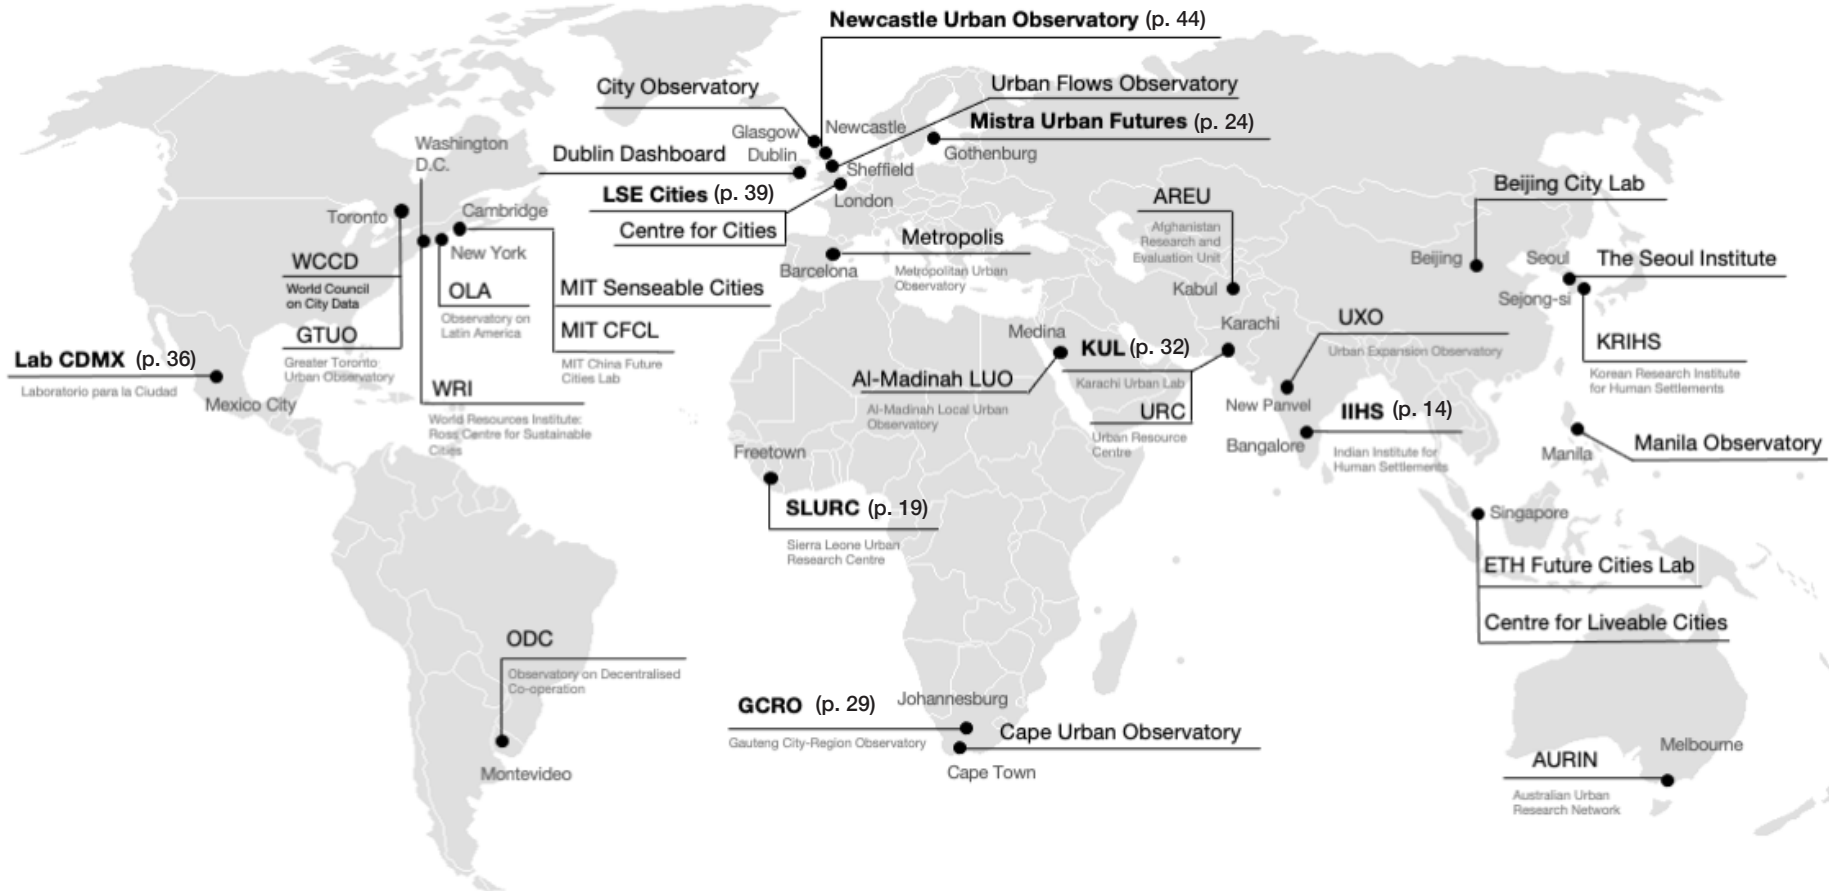 Newcastle Urban Observatory (p. 44)
City Observatory
Urban Flows Observatory
Glasgow
Newcastle
Mistra Urban Futures (p. 24)
Gothenburg
Washington
D.C.
Dublin Dashboard
Dublin
Sheffield
LSE Cities (p. 39)
London
Centre for Cities
Metropolis
Barcelona
Metropolitan Urban
Observatory
Toronto
Cambridge
New York
WCCD
World Council
on City Data
GTUO
Greater Toronto
Urban Observatory
OLA
Observatory on
Latin America
MIT Senseable Cities
MIT CFCL
MIT China Future
Cities Lab
WRI
World Resources Institute:
Ross Centre for Sustainable
Cities
Lab CDMX (p. 36)
Laboratorio para la Ciudad
Mexico City
AREU
Afghanistan
Research and
Evaluation Unit
Kabul
Beijing City Lab
Beijing
Seoul
The Seoul Institute
Sejong-si
KRIHS
Korean Research Institute
for Human Settlements
Medina
Al-Madinah LUO
Al-Madinah Local Urban
Observatory
Karachi
KUL (p. 32)
Karachi Urban Lab
URC
Urban Resource
Centre
UXO
Urban Expansion Observatory
New Panvel
IIHS (p. 14)
Bangalore
Indian Institute for
Human Settlements
Manila Observatory
Manila
Freetown
SLURC (p. 19)
Sierra Leone Urban
Research Centre
Singapore
ETH Future Cities Lab
Centre for Liveable Cities
ODC
Observatory on Decentralised
Co-operation
Montevideo
Johannesburg
GCRO (p. 29)
Gauteng City-Region Observatory
Cape Urban Observatory
Cape Town
Melbourne
AURIN
Australian Urban
Research Network